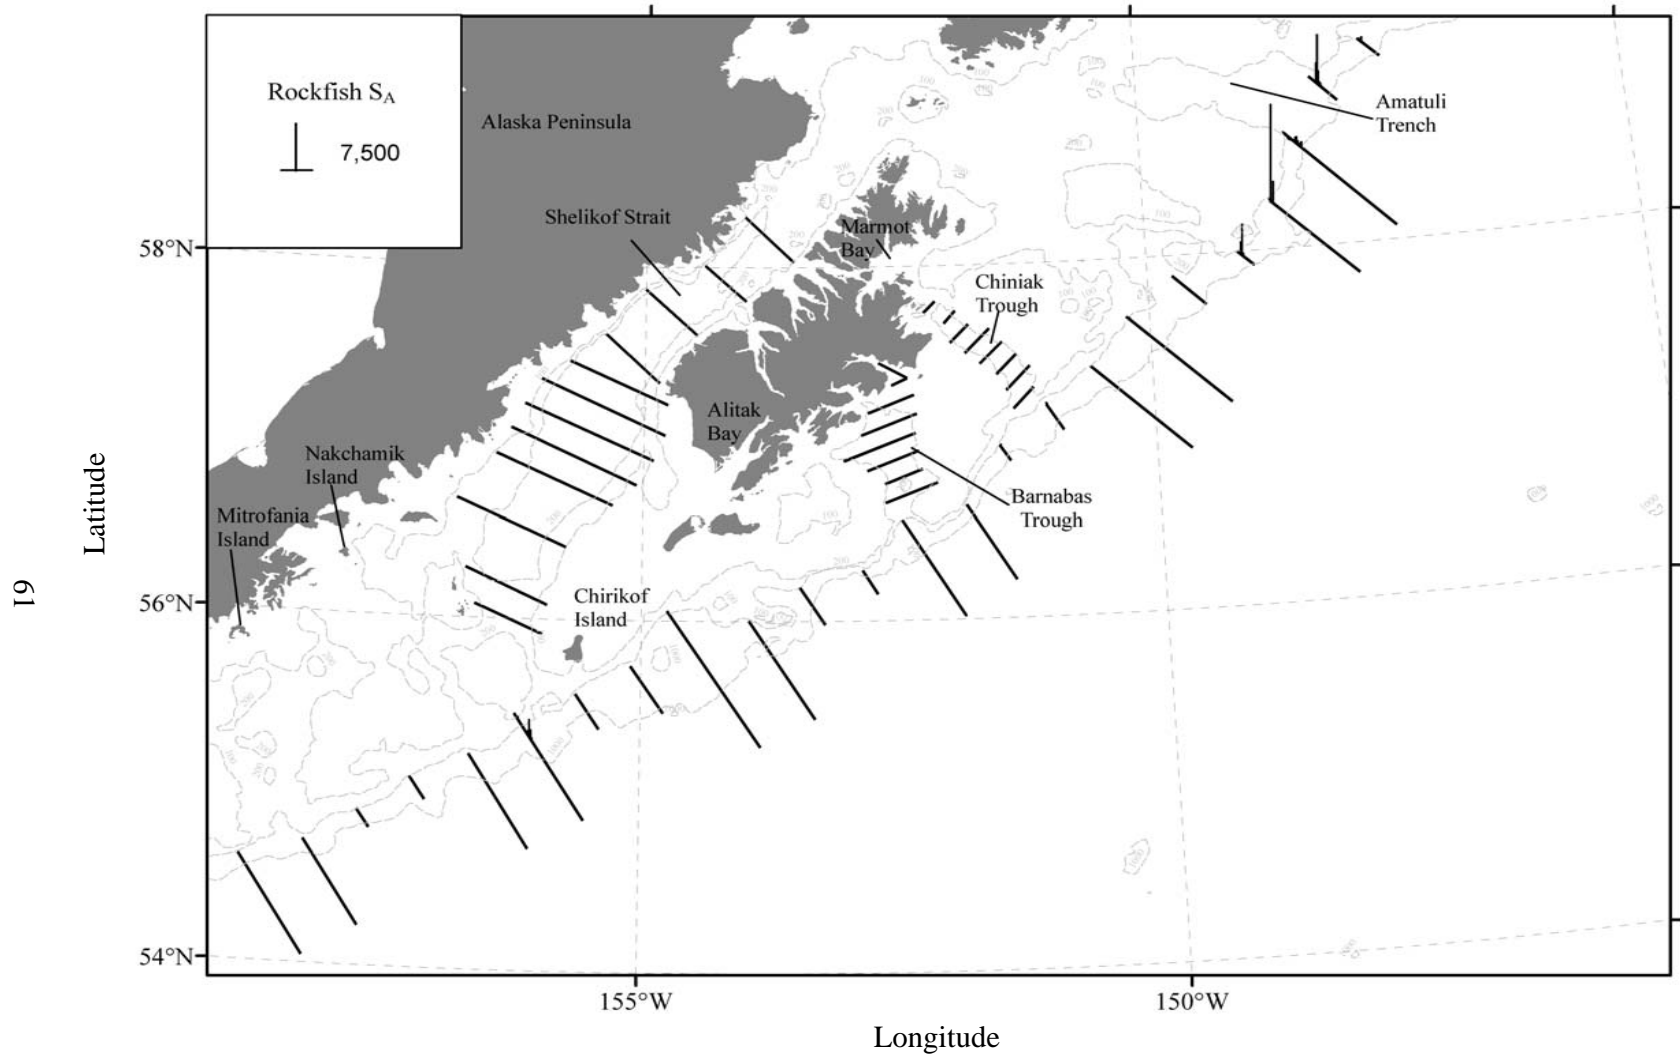 Rockfish SA
7,500
Alaska Peninsula
Amatuli
Trench
Shelikof Strait
Marmot
Bay
58°N
Chiniak
Trough
Alitak
Bay
Nakchamik
Island
Barnabas
Trough
Mitrofania
Island
Latitude
61
Chirikof
Island
56°N
54°N
155°W
150°W
Longitude